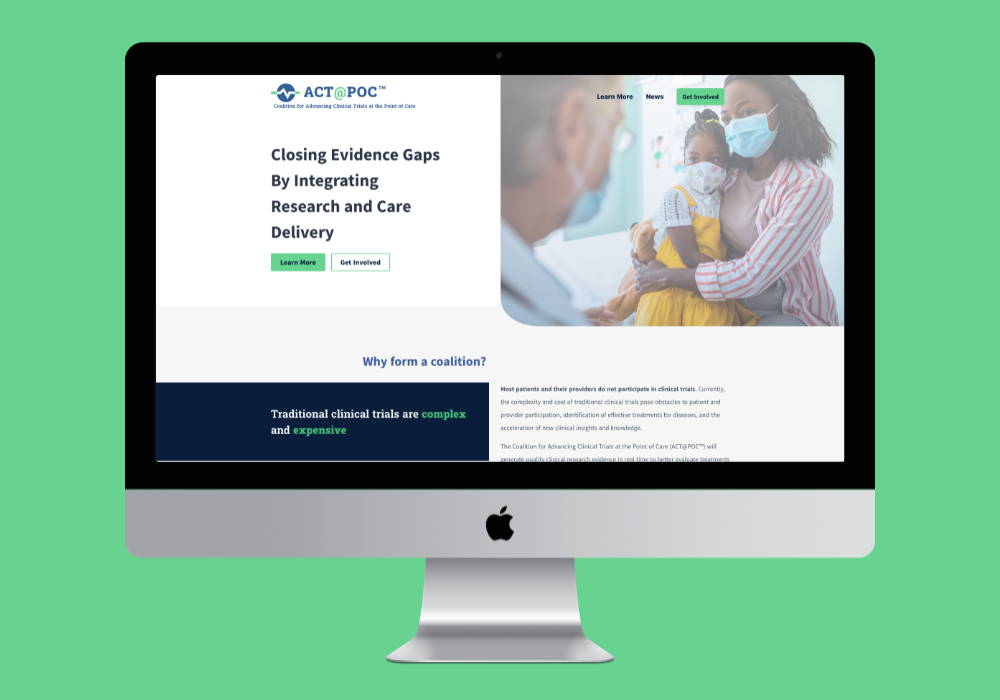 ACT@POC™
Coalition for Advancing Clinical Trials at the Point of Care
Learn More
News
Get Involved
Closing Evidence Gaps
By Integrating
Research and Care
Delivery
Learn More
Get Involved
Why form a coalition?
Traditional clinical trials are complex
and expensive
Most patients and their providers do not participate in clinical trials. Currently,
the complexity and cost of traditional clinical trials pose obstacles to patient and
provider participation, identification of effective treatments for diseases, and the
acceleration of new clinical insights and knowledge.
The Coalition for Advancing Clinical Trials at the Point of Care (ACT@POC™) will
generate quality clinical research evidence in real time to better evaluate treatments